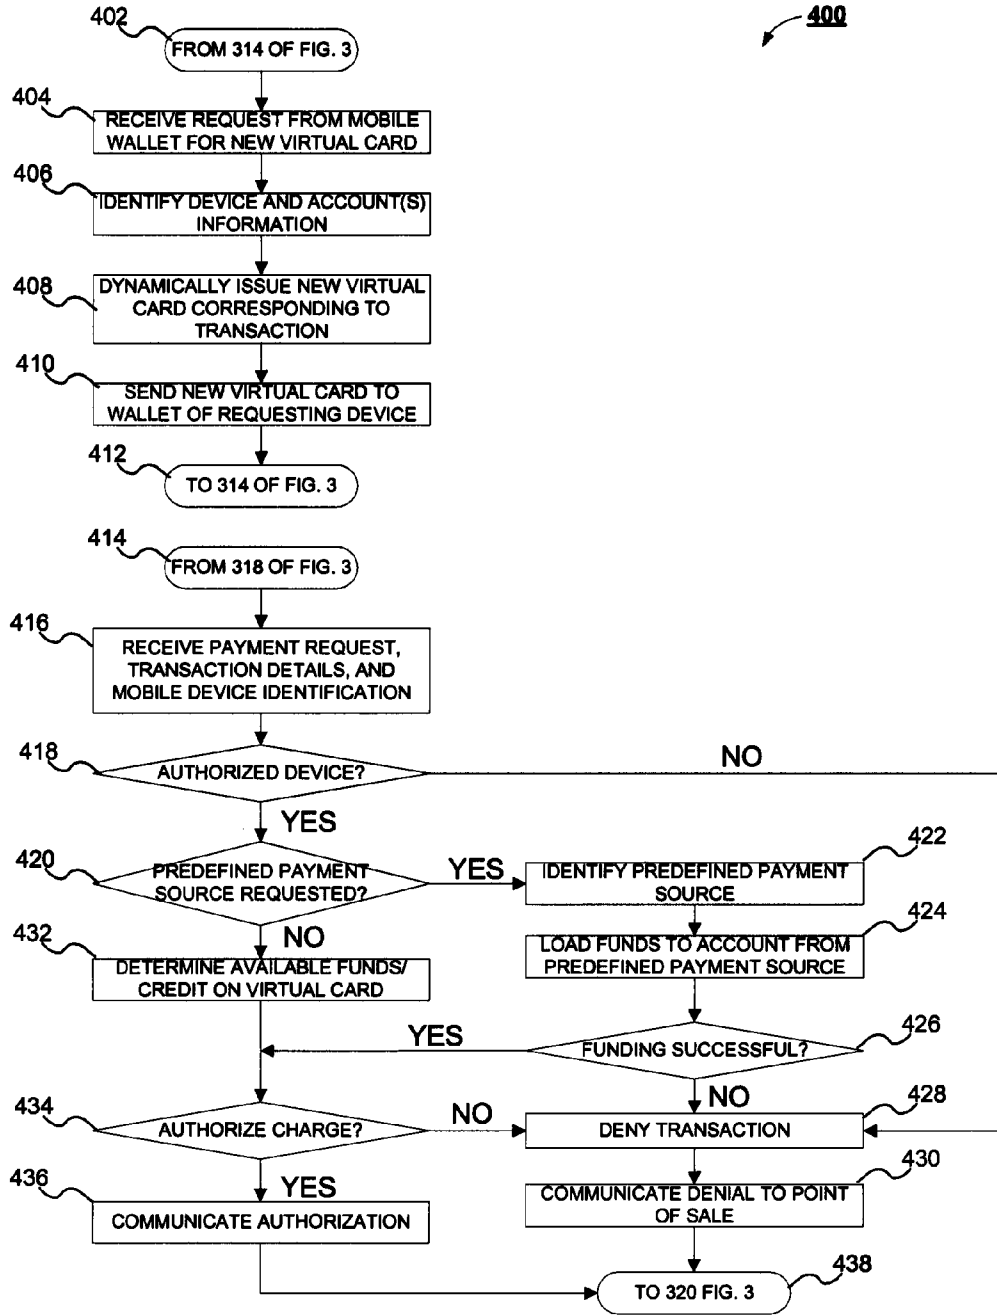 402
400
FROM 314 OF FIG. 3
404
RECEIVE REQUEST FROM MOBILE
WALLET FOR NEW VIRTUAL CARD
406
IDENTIFY DEVICE AND ACCOUNT(S)
INFORMATION
408
DYNAMICALLY ISSUE NEW VIRTUAL
CARD CORRESPONDING TO
TRANSACTION
410
SEND NEW VIRTUAL CARD TO
WALLET OF REQUESTING DEVICE
412
TO 314 OF FIG. 3
414
FROM 318 OF FIG. 3
416
RECEIVE PAYMENT REQUEST,
TRANSACTION DETAILS, AND
MOBILE DEVICE IDENTIFICATION
418
AUTHORIZED DEVICE?
NO
YES
420
PREDEFINED PAYMENT
SOURCE REQUESTED?
YES
422
IDENTIFY PREDEFINED PAYMENT
SOURCE
NO
424
LOAD FUNDS TO ACCOUNT FROM
PREDEFINED PAYMENT SOURCE
432
DETERMINE AVAILABLE FUNDS/
CREDIT ON VIRTUAL CARD
YES
426
FUNDING SUCCESSFUL?
NO
434
AUTHORIZE CHARGE?
NO
428
DENY TRANSACTION
YES
430
COMMUNICATE DENIAL TO POINT
OF SALE
436
COMMUNICATE AUTHORIZATION
438
TO 320 FIG. 3